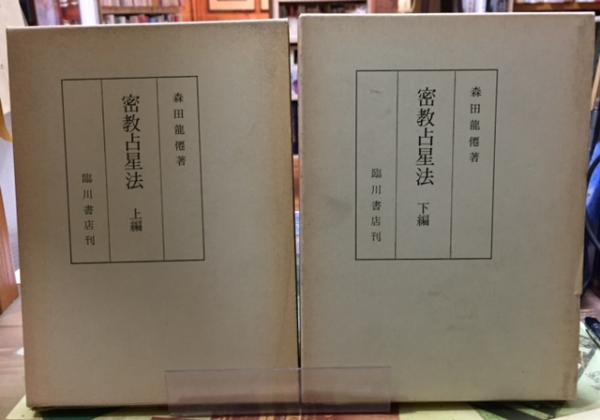 森田龍僊著
密教占星法 上編
臨川書店刊
森田龍僊著
密教占星法 下編
臨川書店刊